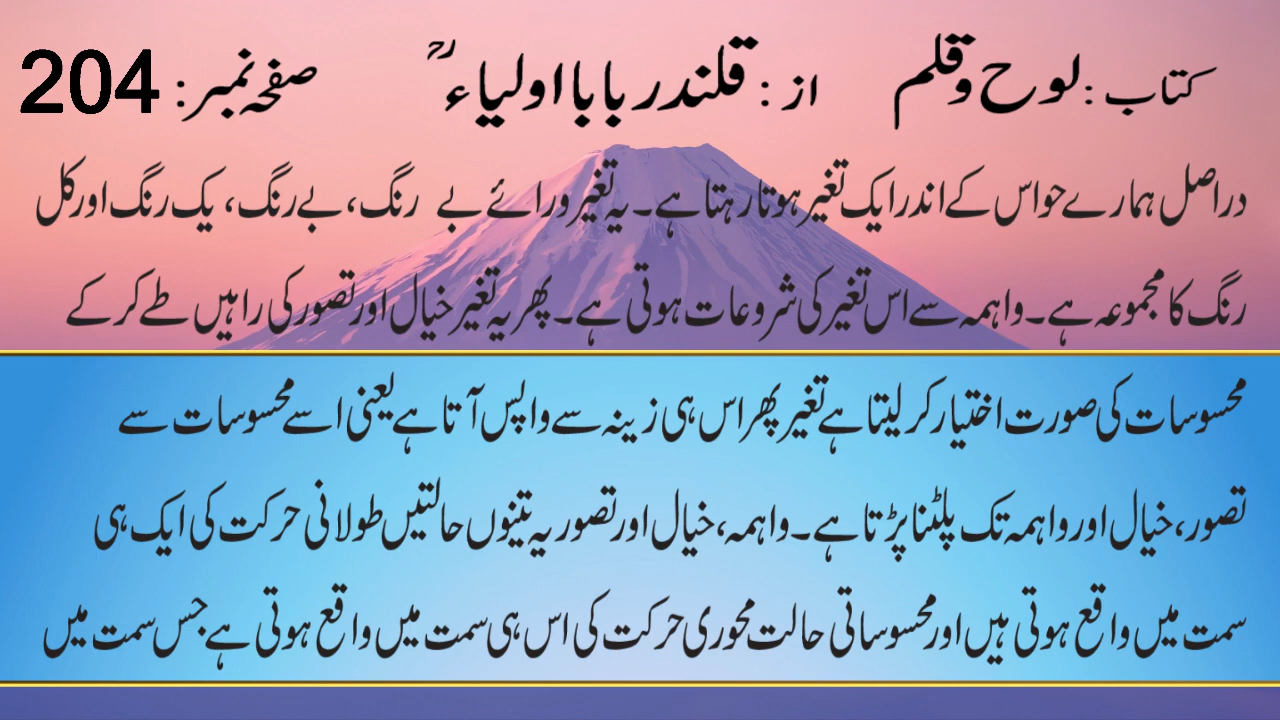 کتاب : لوح و قلم از : قلندر بابا اولیاءؒ صفحہ نمبر : 204
دراصل ہمارے حواس کے اندر ایک تغیر ہوتا رہتا ہے۔ یہ تغیر ورائے بے رنگ، بے رنگ، یک رنگ اور کل
رنگ کا مجموعہ ہے۔ واہمہ سے اس تغیر کی شروعات ہوتی ہے۔ پھر یہ تغیر خیال اور تصور کی راہیں طے کر کے
محسوسات کی صورت اختیار کر لیتا ہے تغیر پھر اس ہی زینہ سے واپس آتا ہے یعنی اسے محسوسات سے
تصور، خیال اور واہمہ تک پلٹنا پڑتا ہے۔ واہمہ، خیال اور تصور یہ تینوں حالتیں طولانی حرکت کی ایک ہی
سمت میں واقع ہوتی ہیں اور محسوساتی حالت محوری حرکت کی اس ہی سمت میں واقع ہوتی ہے جس سمت میں